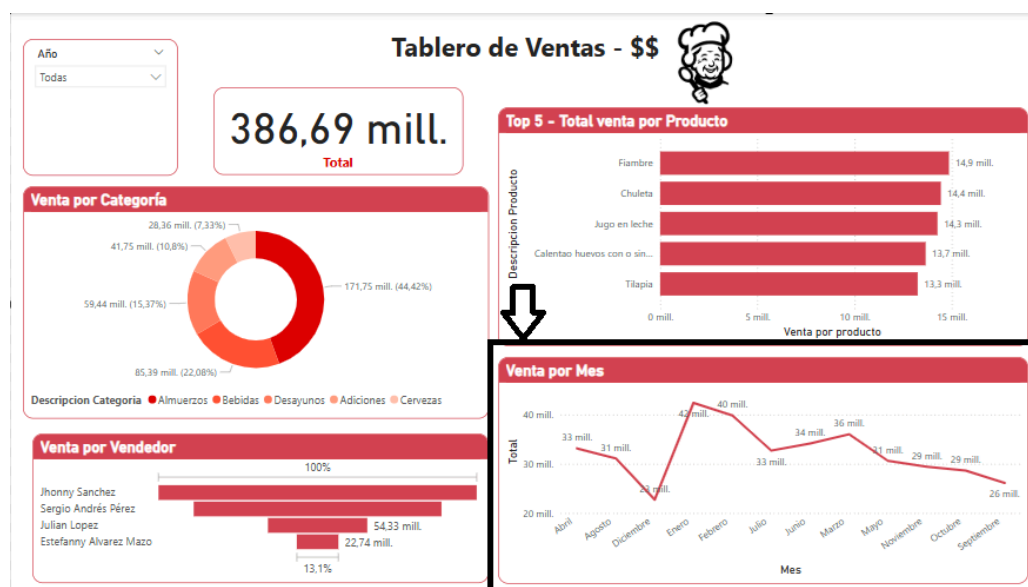 Tablero de Ventas - $$
Año
Todas
386,69 mill.
Total
Venta por Categoría
28,36 mill. (7,33%)
41,75 mill. (10,8%)
59,44 mill. (15,37%)
85,39 mill. (22,08%)
171,75 mill. (44,42%)
Descripcion Categoria Almuerzos Bebidas Desayunos Adiciones Cervezas
Venta por Vendedor
100%
Jhonny Sanchez
Sergio Andrés Pérez
Julian Lopez 54,33 mill.
Estefanny Alvarez Mazo 22,74 mill.
13,1%
Top 5 - Total venta por Producto
Descripcion Producto
Fiambre 14,9 mill.
Chuleta 14,4 mill.
Jugo en leche 14,3 mill.
Calentao huevos con o sin... 13,7 mill.
Tilapia 13,3 mill.
0 mill. 5 mill. 10 mill. 15 mill.
Venta por producto
Venta por Mes
Total
40 mill.
30 mill.
20 mill.
33 mill. 31 mill. 23 mill. 42 mill. 40 mill. 33 mill. 34 mill. 36 mill. 31 mill. 29 mill. 29 mill. 26 mill.
Abril Agosto Diciembre Enero Febrero Julio Junio Marzo Mayo Noviembre Octubre Septiembre
Mes